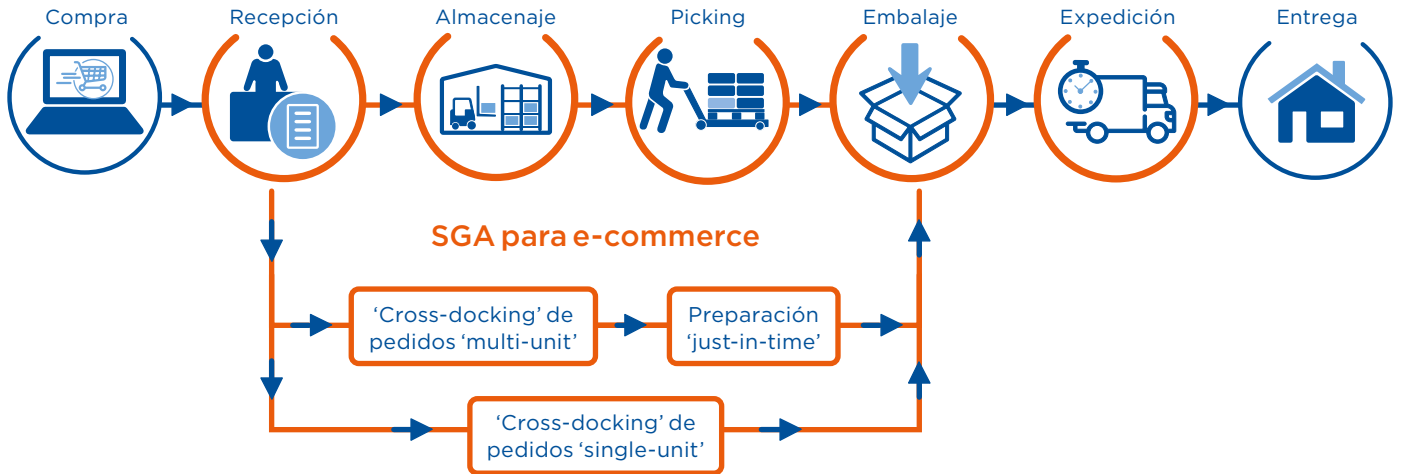 Compra
Recepción
Almacenaje
Picking
Embalaje
Expedición
Entrega
SGA para e-commerce
‘Cross-docking’ de
pedidos ‘multi-unit’
Preparación
‘just-in-time’
‘Cross-docking’ de
pedidos ‘single-unit’